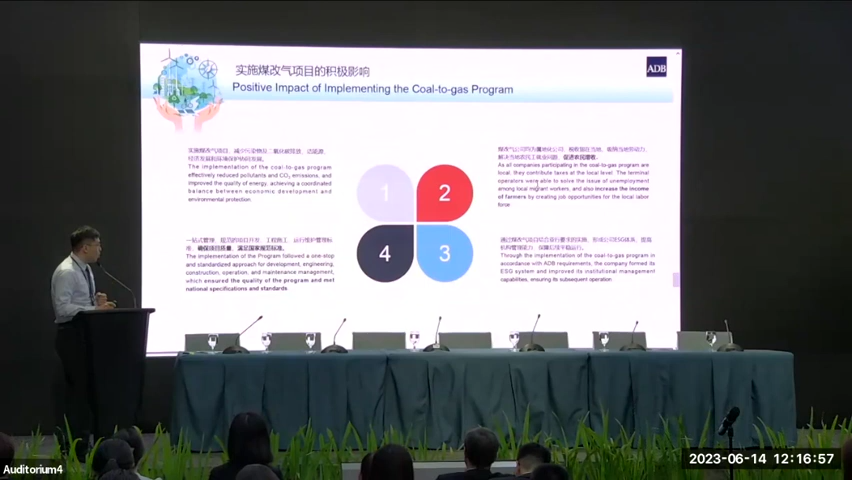 实施煤改气项目的积极影响
Positive Impact of Implementing the Coal-to-gas Program
ADB
The implementation of the coal-to-gas program
effectively reduced pollutants and CO₂ emissions, and
improved the quality of energy, achieving a coordinated
balance between economic development and
environmental protection.
1
2
As all companies participating in the coal-to-gas program are
local, they contribute taxes at the local level. The terminal
operators were able to solve the issue of unemployment
among local migrant workers, and also increase the income
of farmers by creating job opportunities for the local labor
force
4
3
The implementation of the Program followed a one-stop
and standardized approach for development, engineering,
construction, operation, and maintenance management,
which ensured the quality of the program and met
national specifications and standards.
Through the implementation of the coal-to-gas program in
accordance with ADB requirements, the company formed its
ESG system and improved its institutional management
capabilities, ensuring its subsequent operation
Auditorium4
2023-06-14 12:16:57